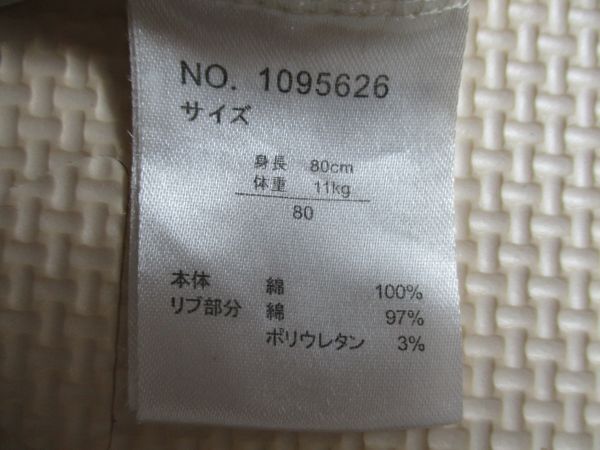 NO. 1095626
サイズ
身長 80cm
体重 11kg
80
本体 綿 100%
リブ部分 綿 97%
ポリウレタン 3%